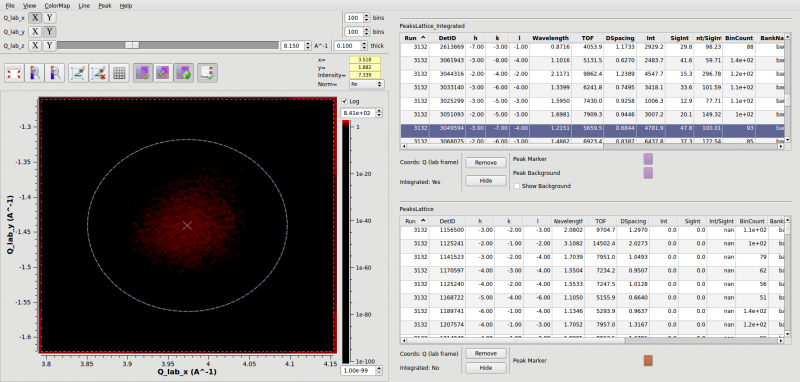 File View ColorMap Line Peak Help
Q_lab_x X Y 100 bins
Q_lab_y X Y 100 bins
Q_lab_z X Y 8.150 A^-1 0.100 thick
x= 3.518
y= 1.882
Intensity= 7.339
Norm= No
Log
8.41e+02
1
1e-20
1e-40
1e-60
1e-80
1e-100
1.00e-99
Q_lab_y (A^-1)
-1.3
-1.35
-1.4
-1.45
-1.5
-1.55
-1.6
3.8 3.85 3.9 3.95 4 4.05 4.1 4.15
Q_lab_x (A^-1)
PeaksLattice_Integrated
Run DetID h k l Wavelength TOF DSpacing Int SigInt nt/SigInt BinCount BankNa
3132 2613869 -7.00 -3.00 -1.00 0.8716 4053.9 1.1733 2929.2 29.8 98.23 88 ba
3132 3061943 -8.00 -3.00 -6.00 1.1016 5131.5 0.6270 2483.7 41.6 59.71 1.4e+02 ba
3132 3044316 -2.00 -4.00 -2.00 2.1171 9862.4 1.2389 4547.7 15.3 296.78 1.2e+02 ba
3132 3033140 -3.00 -6.00 -4.00 1.3399 6241.8 0.7495 3418.1 33.6 101.59 1.1e+02 ba
3132 3025299 -3.00 -5.00 -3.00 1.5950 7430.0 0.9258 1006.3 12.9 77.71 1.1e+02 ba
3132 3051093 -2.00 -5.00 -3.00 1.6981 7909.3 0.9446 3007.2 20.1 149.32 1e+02 ba
3132 3049594 -3.00 -7.00 -4.00 1.2151 5659.5 0.6844 4781.9 47.8 100.01 93 ba
3132 3068075 -2.00 -6.00 -3.00 1.4862 6923.4 0.8387 6437.8 37.3 172.54 85 ba
Coords: Q (lab frame)
Integrated: Yes
Remove
Hide
Peak Marker
Peak Background
Show Background
PeaksLattice
Run DetID h k l Wavelength TOF DSpacing Int SigInt Int/SigInt BinCount Bank
3132 1156500 -3.00 -2.00 -3.00 2.0802 9704.7 1.2970 0.0 0.0 nan 1.1e+02 ba
3132 1125241 -2.00 -1.00 -2.00 3.1082 14502.4 2.0273 0.0 0.0 nan 1e+02 ba
3132 1141523 -3.00 -2.00 -4.00 1.7039 7951.0 1.0493 0.0 0.0 nan 79 ba
3132 1170597 -4.00 -3.00 -4.00 1.5504 7234.2 0.9507 0.0 0.0 nan 62 ba
3132 1125240 -4.00 -2.00 -4.00 1.5533 7247.5 1.0128 0.0 0.0 nan 56 ba
3132 1168722 -5.00 -4.00 -6.00 1.1050 5155.9 0.6640 0.0 0.0 nan 51 ba
3132 1189741 -6.00 -3.00 -4.00 1.1346 5293.9 0.9637 0.0 0.0 nan 1.4e+02 ba
3132 1207574 -4.00 -1.00 -3.00 1.7052 7957.0 1.3167 0.0 0.0 nan 1.2e+02 ba
Coords: Q (lab frame)
Integrated: No
Remove
Hide
Peak Marker